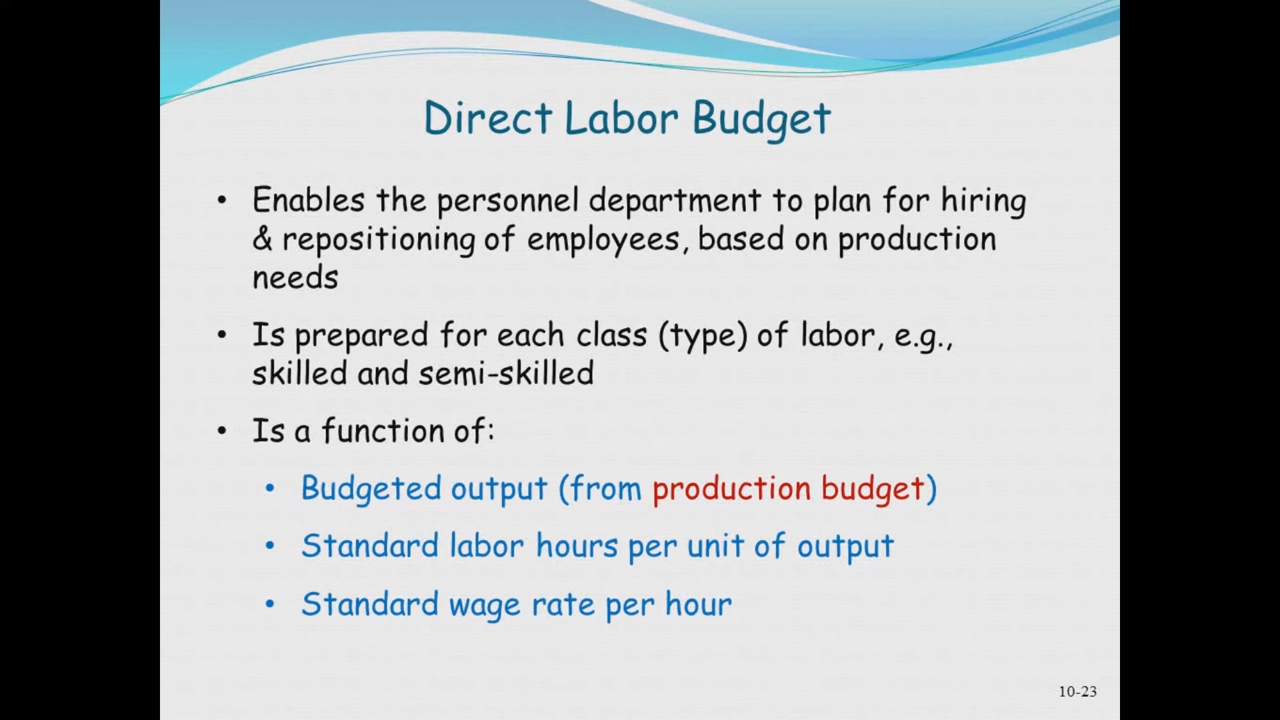 Direct Labor Budget
• Enables the personnel department to plan for hiring
& repositioning of employees, based on production
needs
• Is prepared for each class (type) of labor, e.g.,
skilled and semi-skilled
• Is a function of:
• Budgeted output (from production budget)
• Standard labor hours per unit of output
• Standard wage rate per hour
10-23